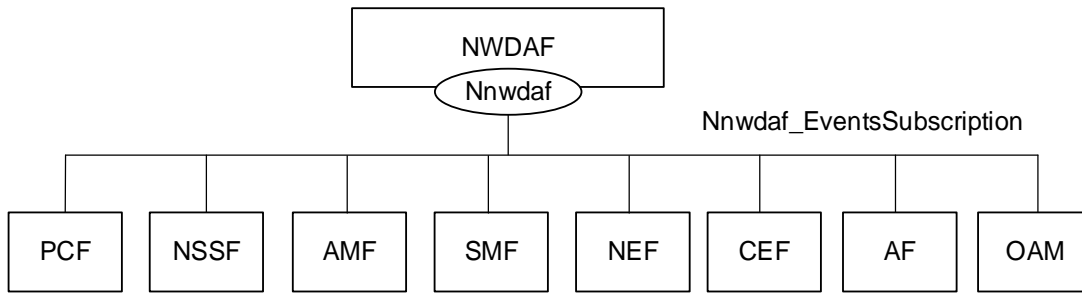 NWDAF
Nnwdaf
Nnwdaf_EventsSubscription
PCF NSSF AMF SMF NEF CEF AF OAM